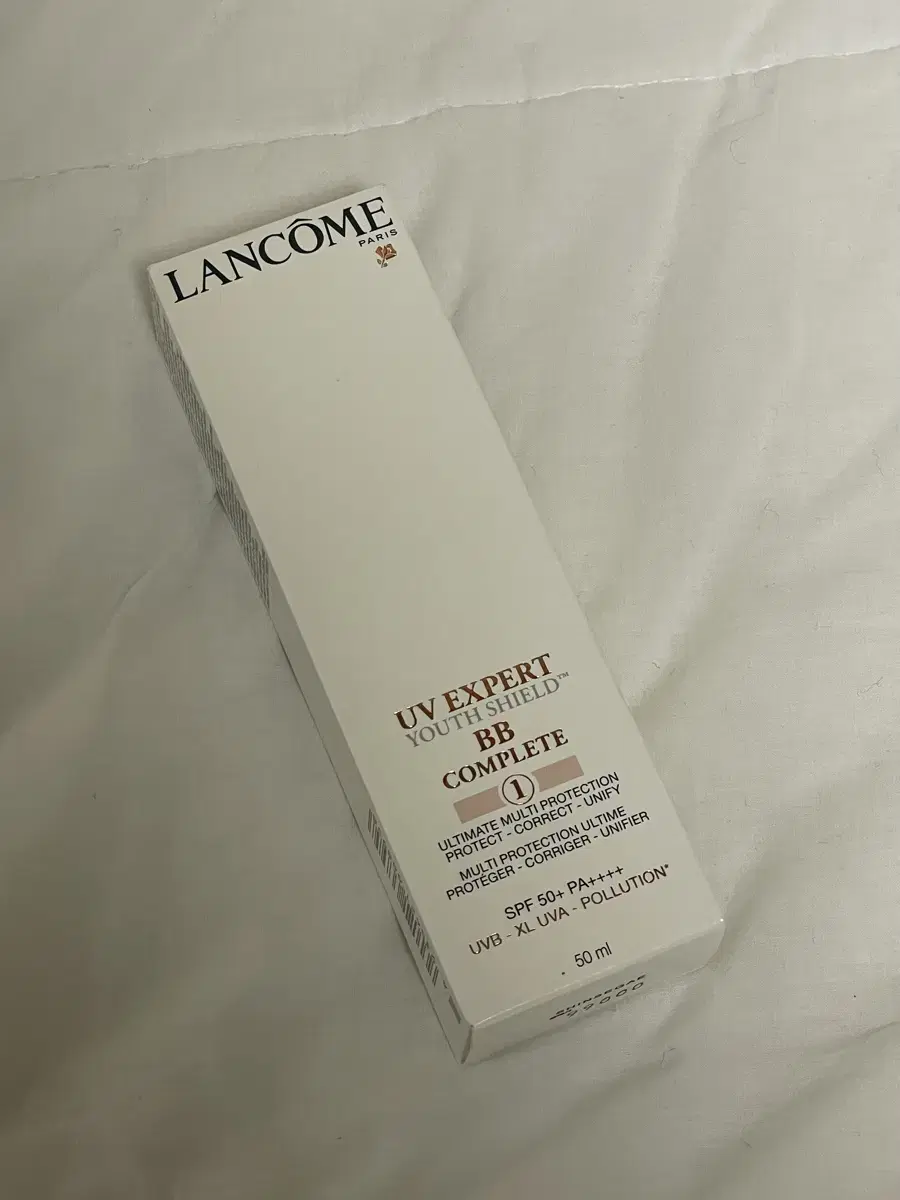 LANCÔME
PARIS
UV EXPERT
YOUTH SHIELD™
BB
COMPLETE
1
ULTIMATE MULTI PROTECTION
PROTECT - CORRECT - UNIFY
MULTI PROTECTION ULTIME
PROTÉGER - CORRIGER - UNIFIER
SPF 50+ PA++++
UVB - XL UVA - POLLUTION*
50 ml